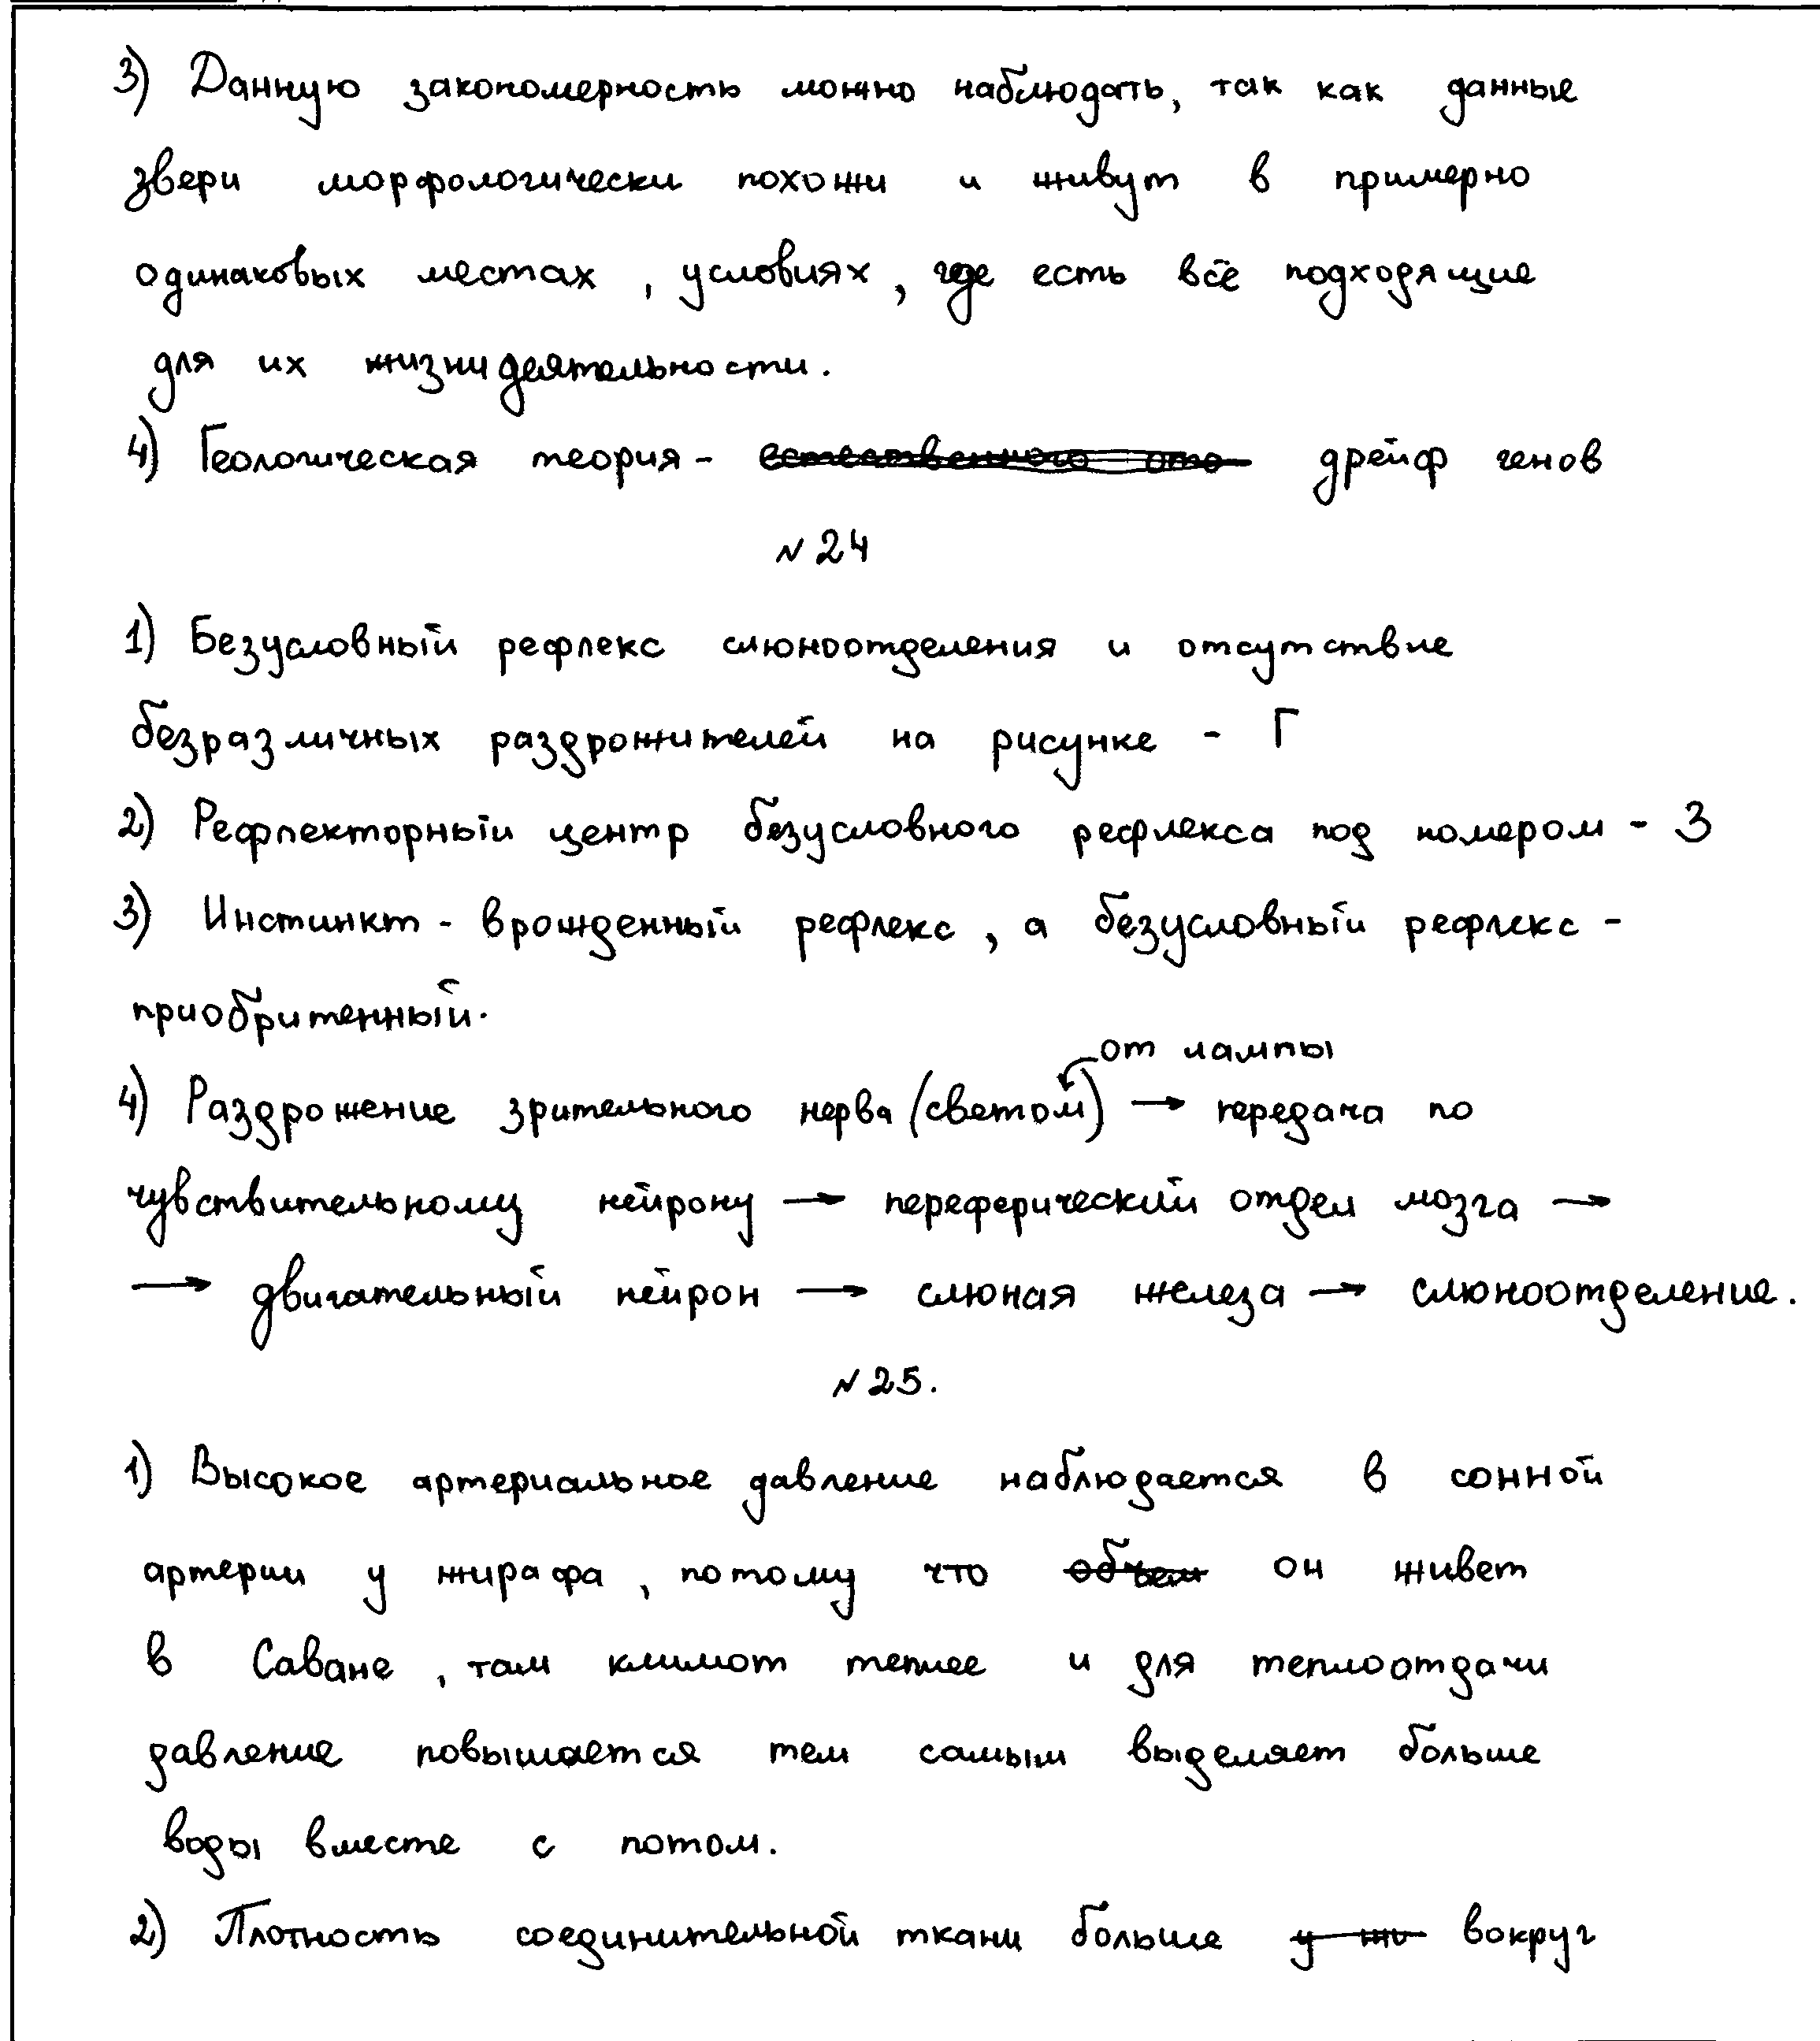 3) Данную закономерность можно наблюдать, так как данные
звери морфологически похожи и живут в примерно
одинаковых местах, условиях, где есть всё подходящие
для их жизнидеятельности.
4) Геологическая теория - естественного отб дрейф генов
№ 24
1) Безусловный рефлекс слюноотделения и отсутствие
безразличных раздрожителей на рисунке - Г
2) Рефлекторный центр безусловного рефлекса под номером - 3
3) Инстинкт - врожденный рефлекс, а безусловный рефлекс -
приобритенный.
от лампы
4) Раздрожение зрительного нерва (светом) → передача по
чувствительному нейрону → переферический отдел мозга →
→ двигательный нейрон → слюная железа → слюноотделение.
№ 25.
1) Высокое артериальное давление наблюдается в сонной
артерии у жирафа, потому что объем он живет
в Саване, там климот теплее и для теплоотдачи
давление повышается тем самым выделяет больше
воды вместе с потом.
2) Плотность соединительной ткани больше у жи вокруг